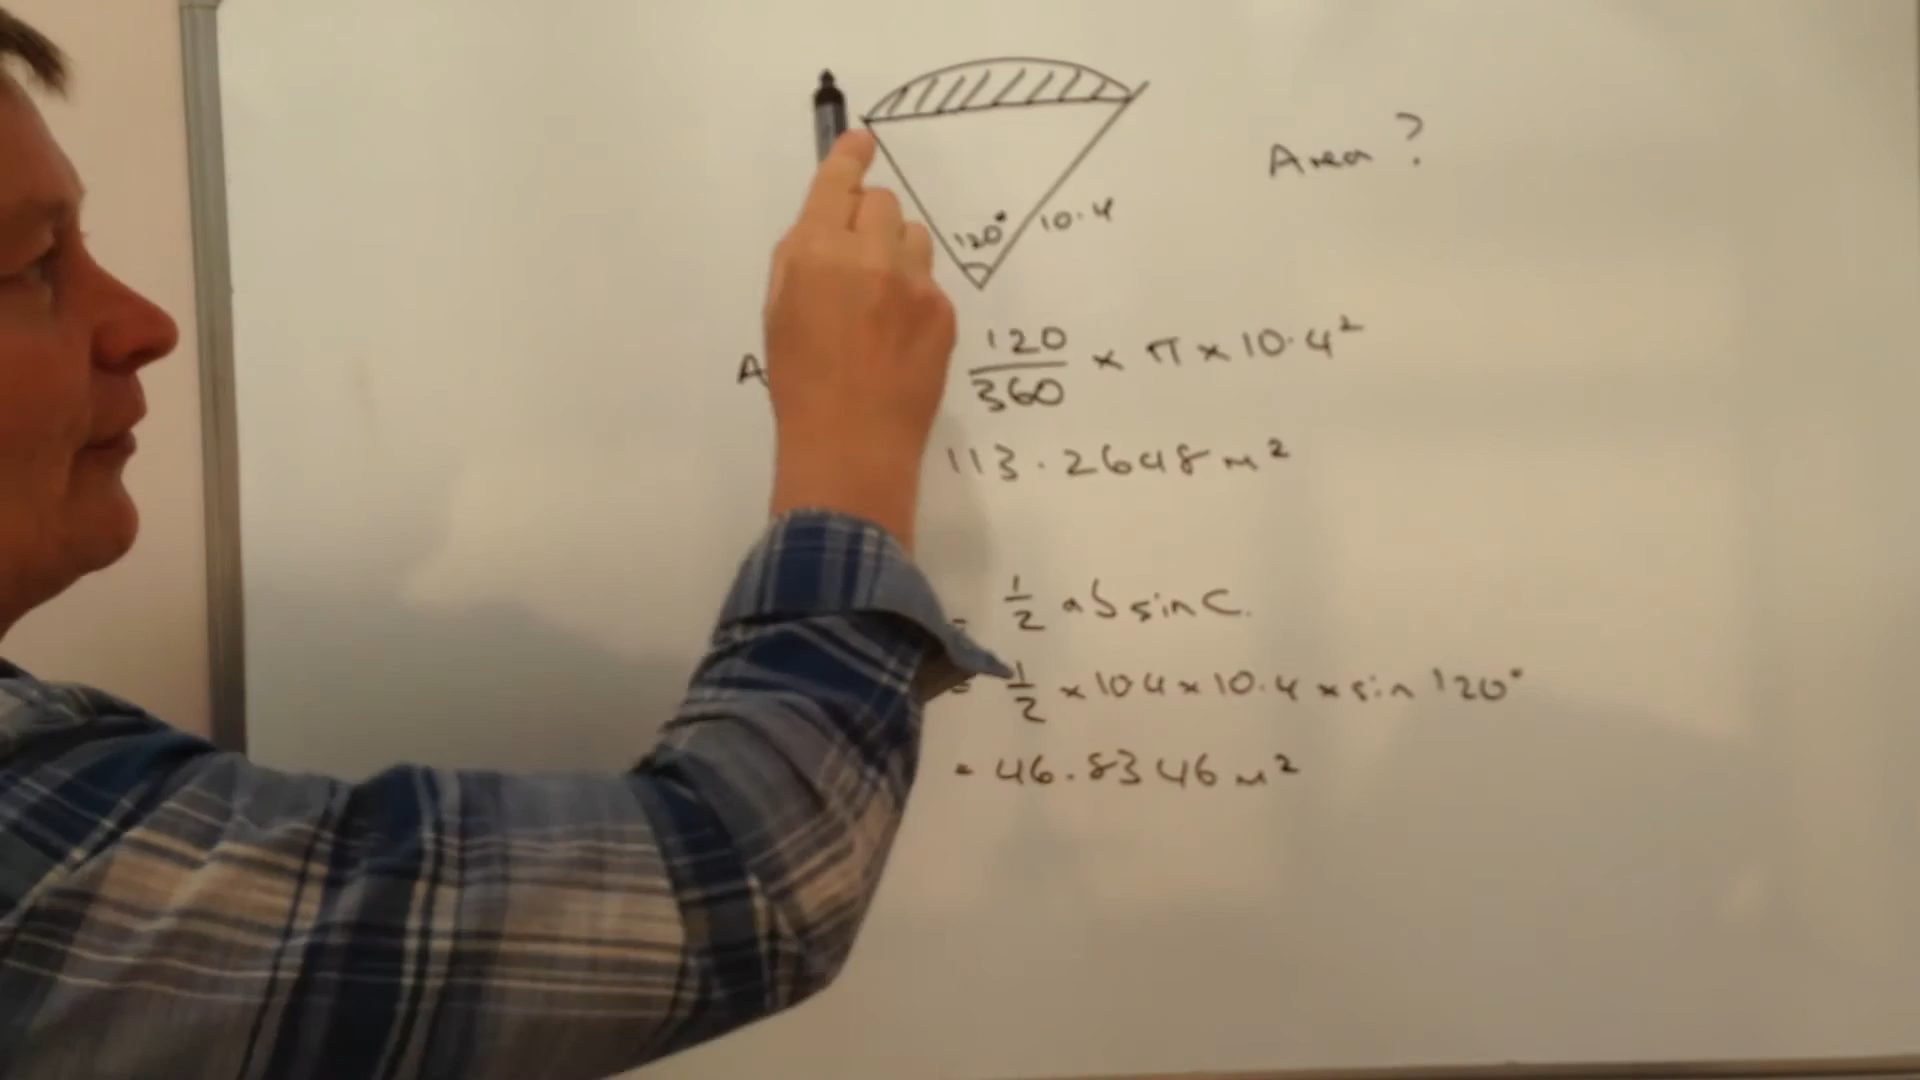 Area ?
120° 10.4
A 120/360 × π × 10.4²
113.2648 m²
= 1/2 ab sin C.
= 1/2 × 10 4 × 10.4 × sin 120°
= 46.8346 m²